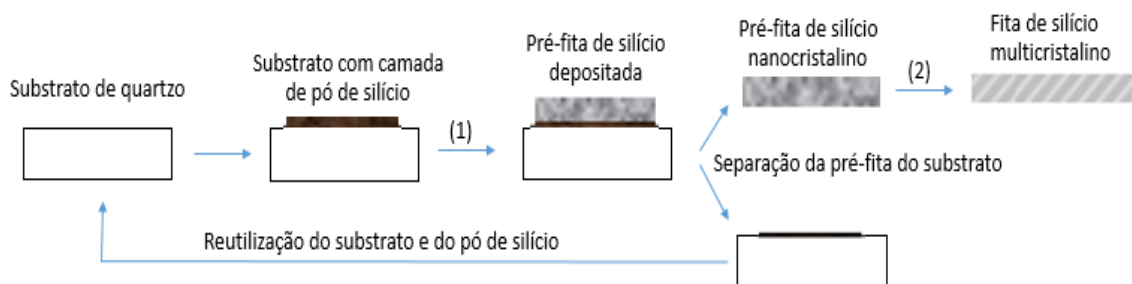 Substrato de quartzo
Substrato com camada
de pó de silício
(1)
Pré-fita de silício
depositada
Pré-fita de silício
nanocristalino
(2)
Fita de silício
multicristalino
Separação da pré-fita do substrato
Reutilização do substrato e do pó de silício